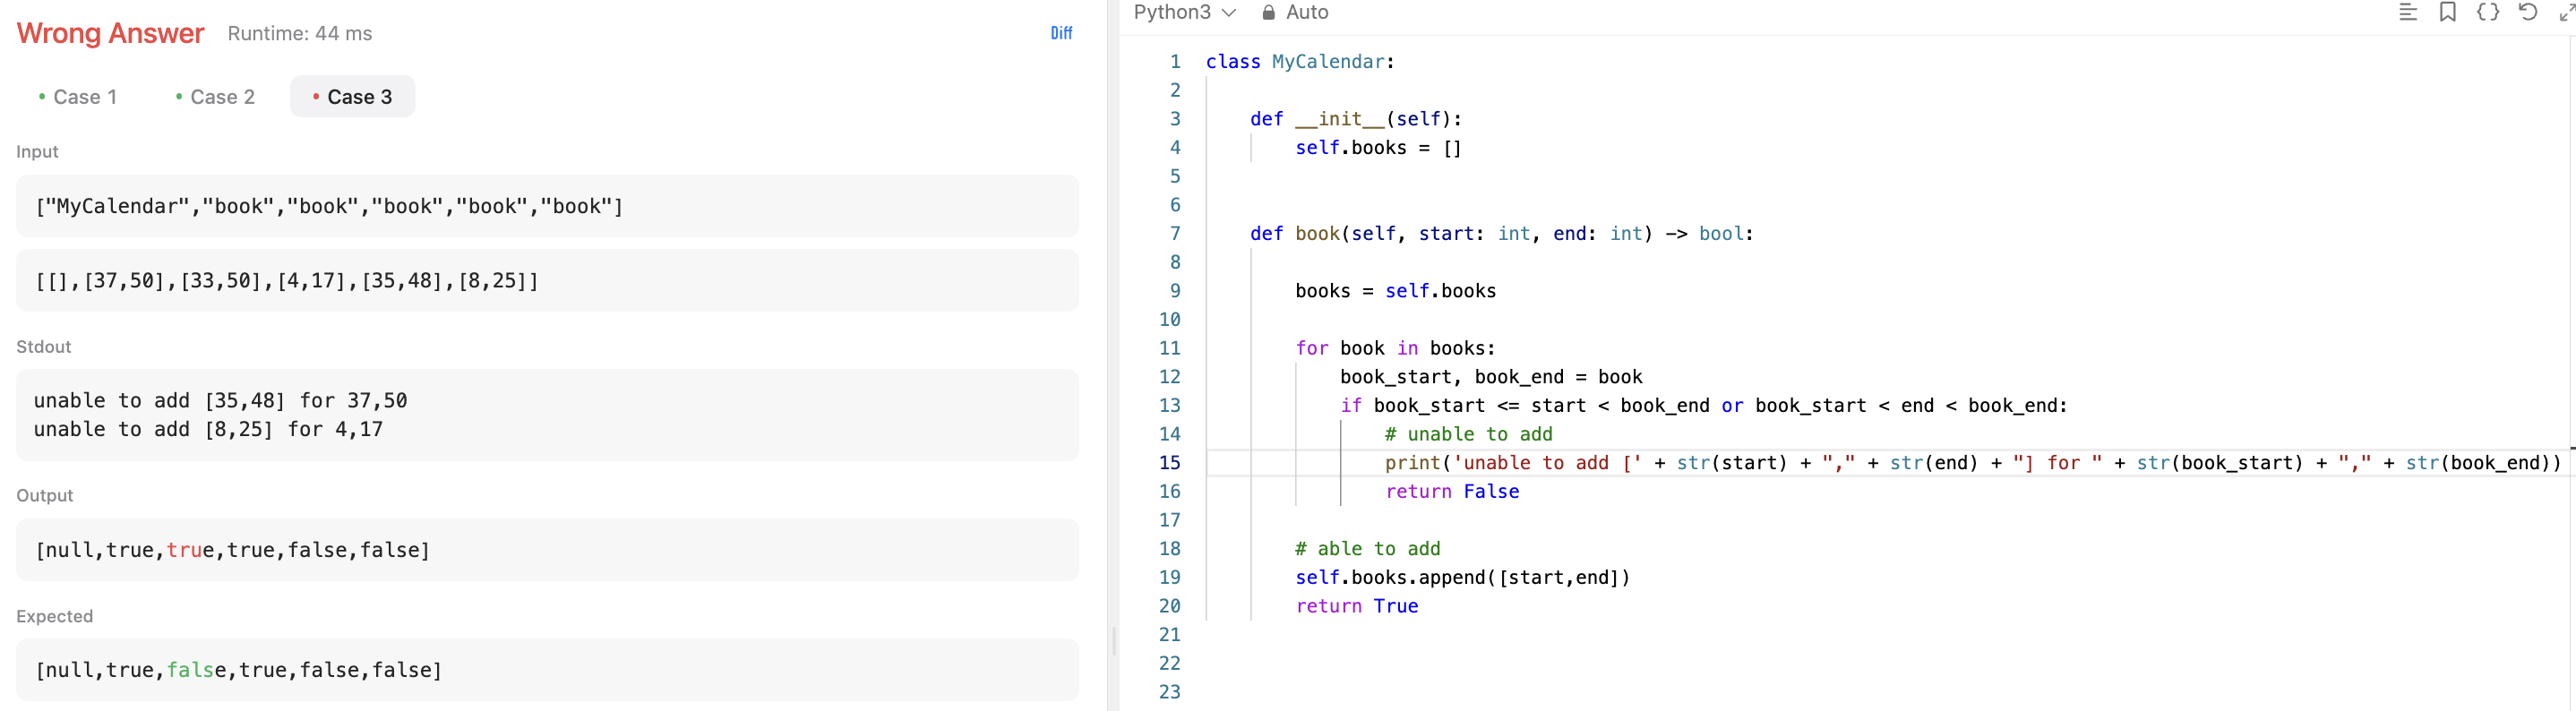 Wrong Answer Runtime: 44 ms Diff
• Case 1 • Case 2 • Case 3
Input
["MyCalendar","book","book","book","book","book"]
[[],[37,50],[33,50],[4,17],[35,48],[8,25]]
Stdout
unable to add [35,48] for 37,50
unable to add [8,25] for 4,17
Output
[null,true,true,true,false,false]
Expected
[null,true,false,true,false,false]
Python3 Auto
1 class MyCalendar:
2
3     def __init__(self):
4         self.books = []
5
6
7     def book(self, start: int, end: int) -> bool:
8
9         books = self.books
10
11         for book in books:
12             book_start, book_end = book
13             if book_start <= start < book_end or book_start < end < book_end:
14                 # unable to add
15                 print('unable to add [' + str(start) + "," + str(end) + "] for " + str(book_start) + "," + str(book_end))
16                 return False
17
18         # able to add
19         self.books.append([start,end])
20         return True
21
22
23